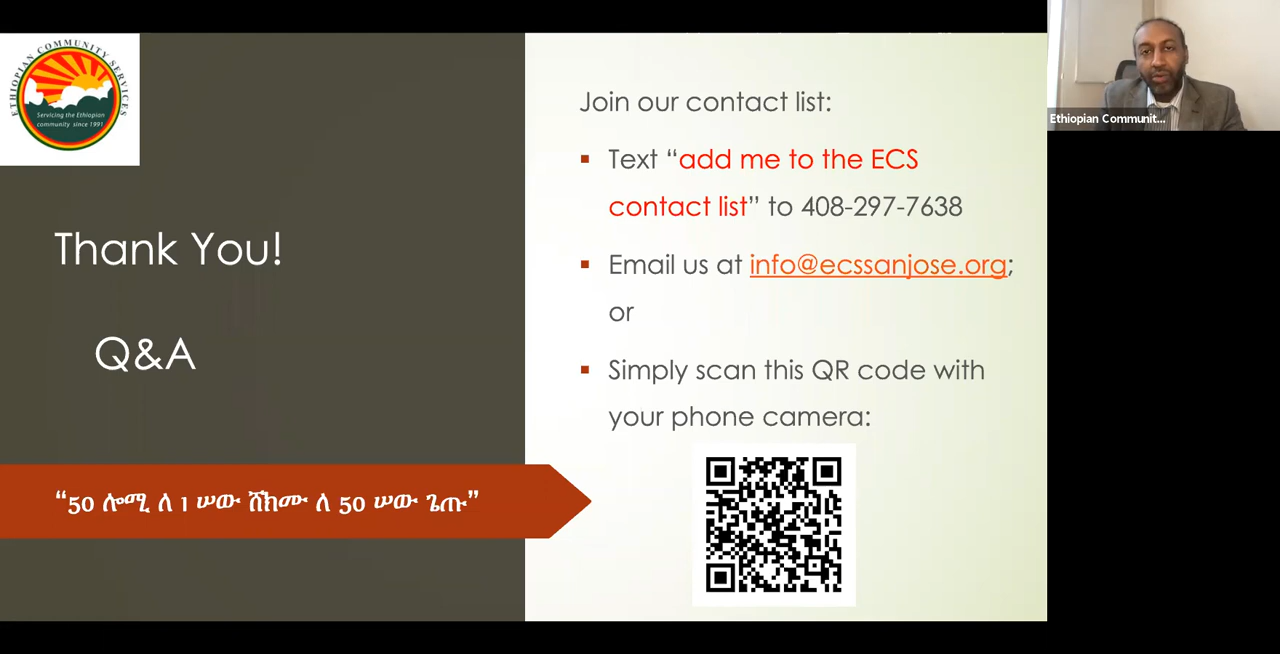 ETHIOPIAN COMMUNITY SERVICES
Servicing the Ethiopian
community since 1991
Thank You!
Q&A
“50 ሎሚ ለ 1 ሠው ሸክሙ ለ 50 ሠው ጌጡ”
Join our contact list:
▪ Text “add me to the ECS
contact list” to 408-297-7638
▪ Email us at info@ecssanjose.org;
or
▪ Simply scan this QR code with
your phone camera:
Ethiopian Communit...